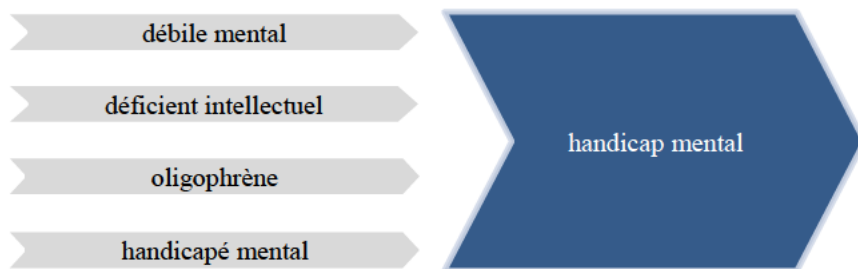 débile mental
déficient intellectuel
oligophrène
handicapé mental
handicap mental